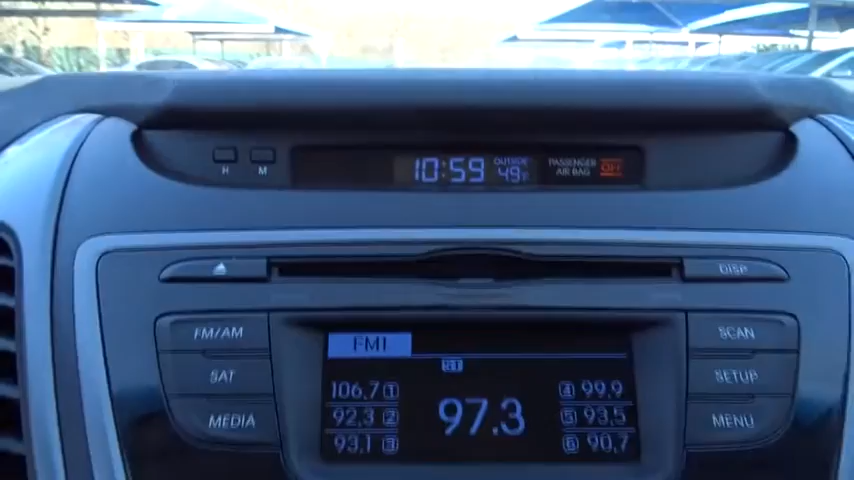 H M 10:59 OUTSIDE 49°F PASSENGER AIR BAG OFF
DISP
FM/AM
SAT
MEDIA
FM1
RDS
106.7 1
92.3 2
93.1 3
97.3
4 99.9
5 93.5
6 90.7
SCAN
SETUP
MENU